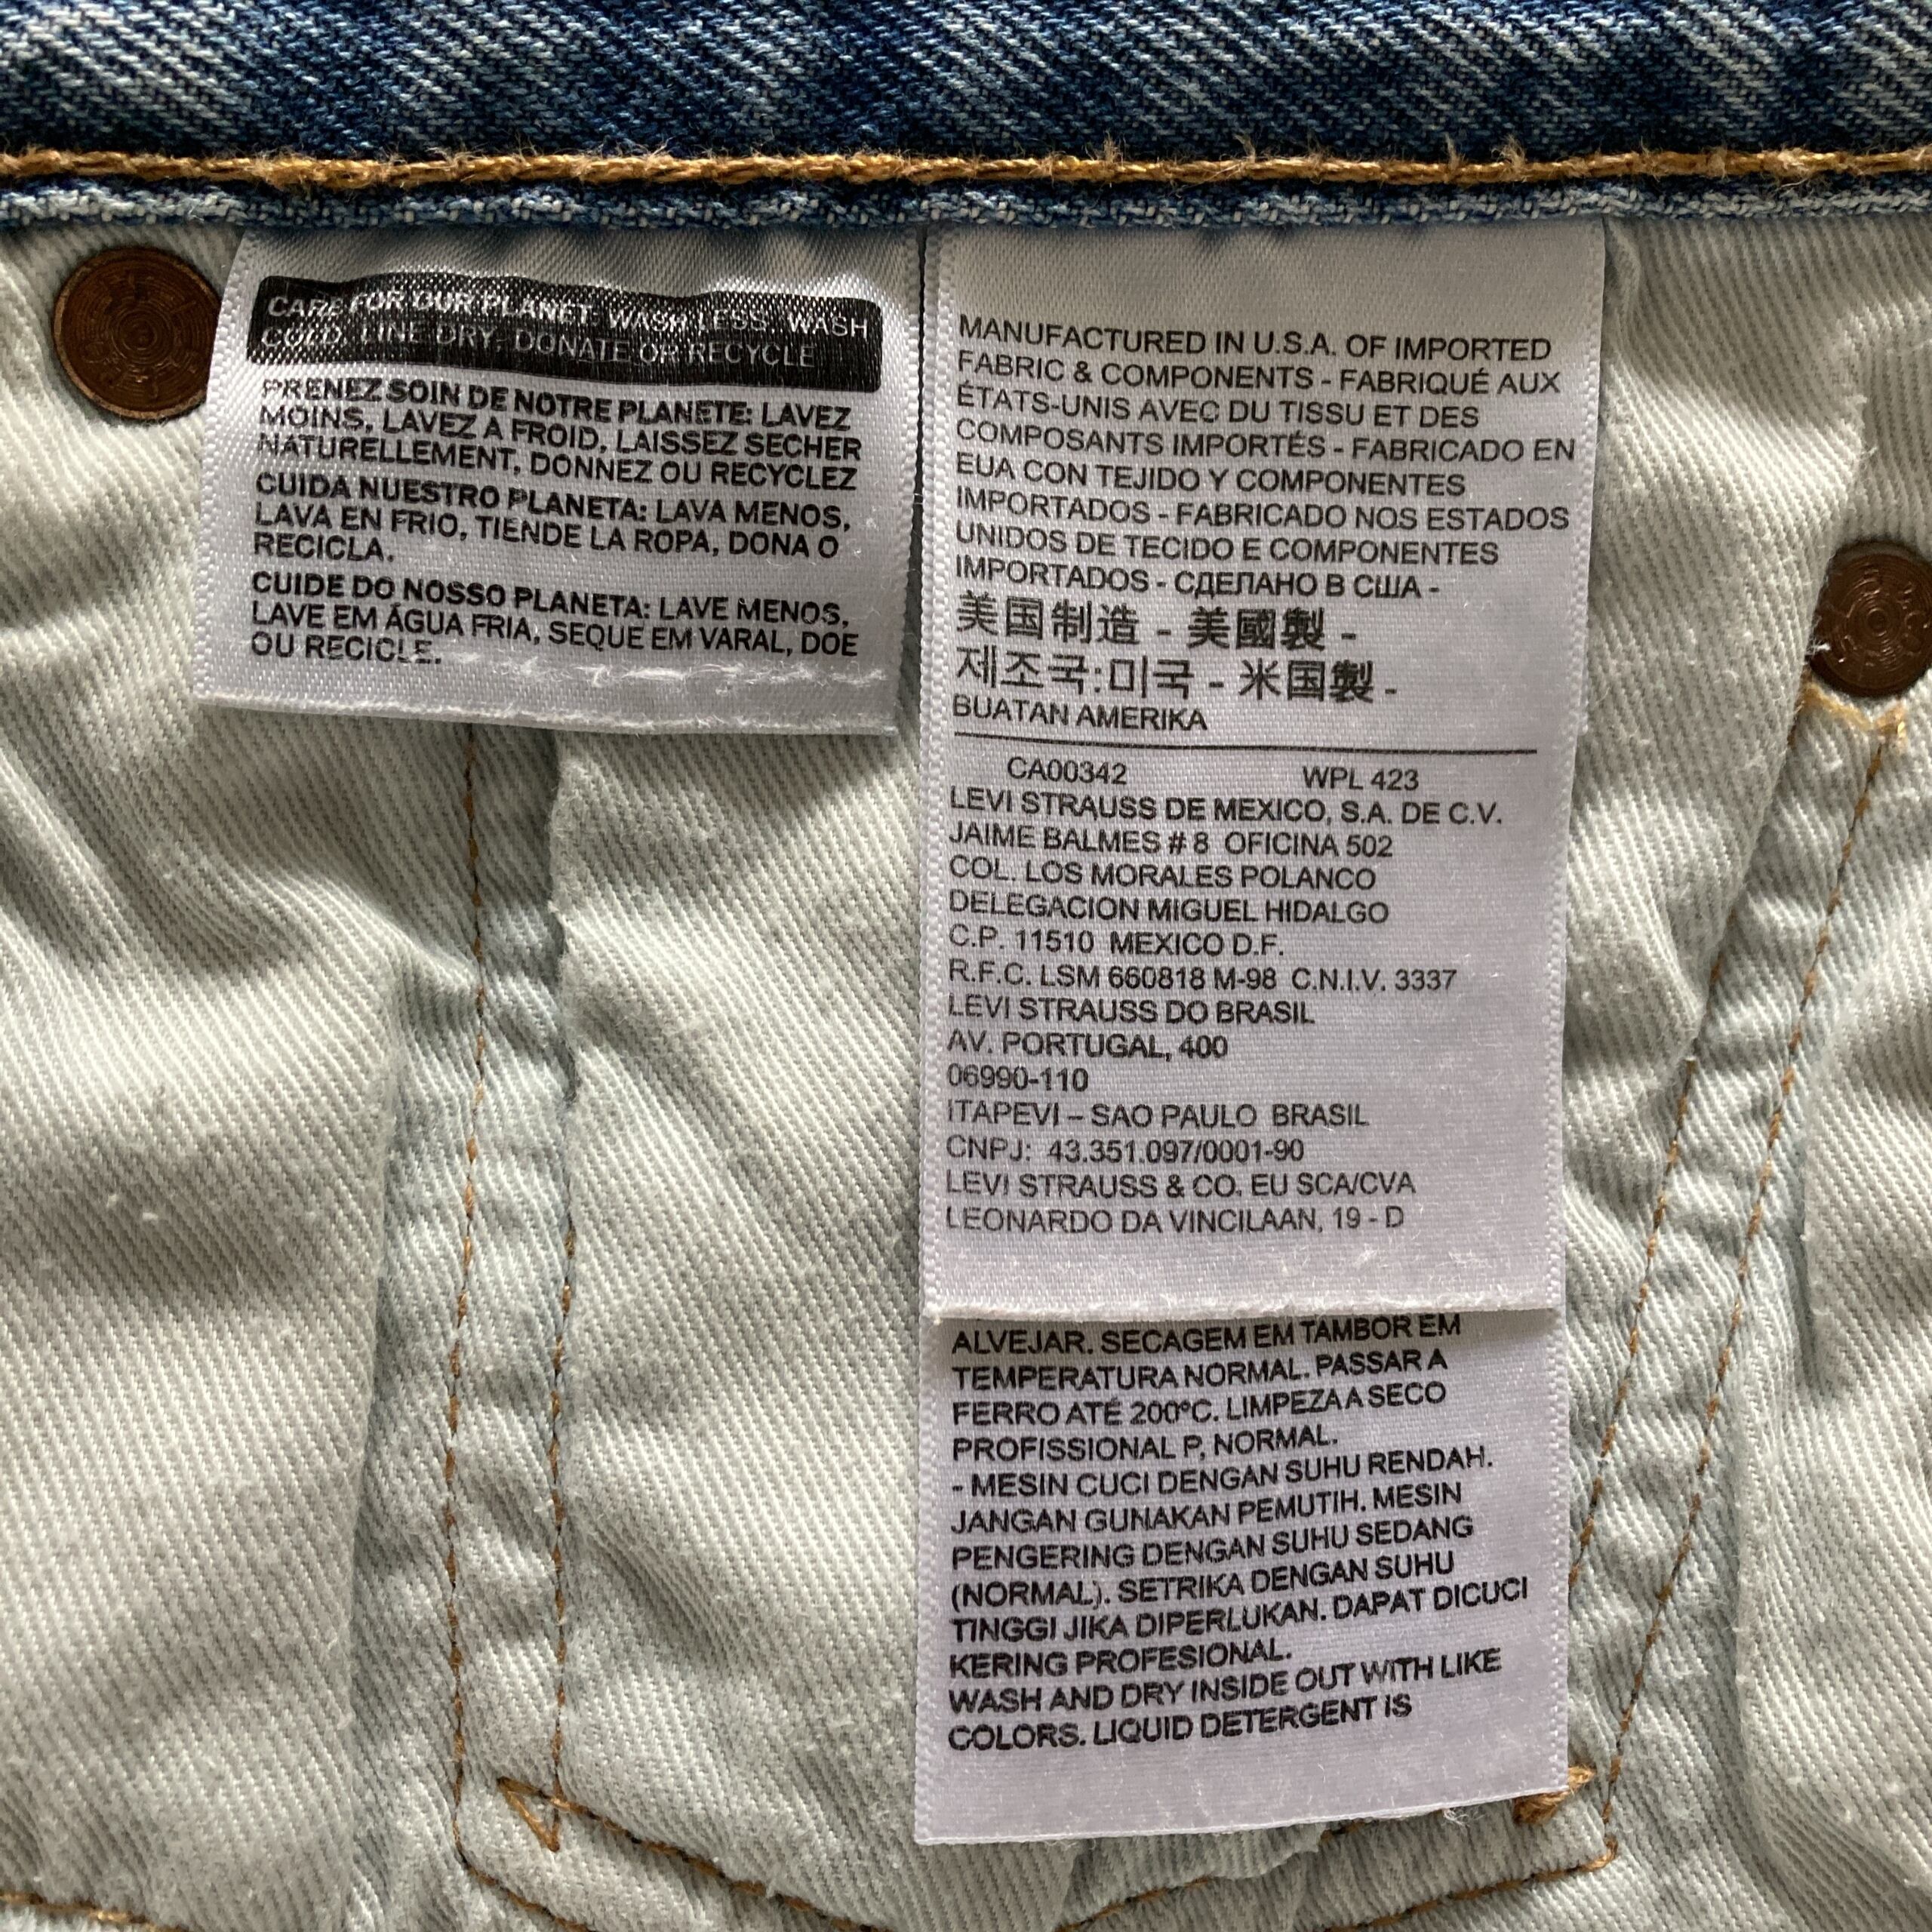 CARE FOR OUR PLANET: WASH LESS, WASH
COLD, LINE DRY, DONATE OR RECYCLE
PRENEZ SOIN DE NOTRE PLANETE: LAVEZ
MOINS, LAVEZ A FROID, LAISSEZ SECHER
NATURELLEMENT, DONNEZ OU RECYCLEZ
CUIDA NUESTRO PLANETA: LAVA MENOS,
LAVA EN FRIO, TIENDE LA ROPA, DONA O
RECICLA.
CUIDE DO NOSSO PLANETA: LAVE MENOS,
LAVE EM ÁGUA FRIA, SEQUE EM VARAL, DOE
OU RECICLE.
MANUFACTURED IN U.S.A. OF IMPORTED
FABRIC & COMPONENTS - FABRIQUÉ AUX
ÉTATS-UNIS AVEC DU TISSU ET DES
COMPOSANTS IMPORTÉS - FABRICADO EN
EUA CON TEJIDO Y COMPONENTES
IMPORTADOS - FABRICADO NOS ESTADOS
UNIDOS DE TECIDO E COMPONENTES
IMPORTADOS - СДЕЛАНО В США -
美国制造 - 美國製 -
제조국:미국 - 米国製 -
BUATAN AMERIKA
CA00342 WPL 423
LEVI STRAUSS DE MEXICO, S.A. DE C.V.
JAIME BALMES # 8 OFICINA 502
COL. LOS MORALES POLANCO
DELEGACION MIGUEL HIDALGO
C.P. 11510 MEXICO D.F.
R.F.C. LSM 660818 M-98 C.N.I.V. 3337
LEVI STRAUSS DO BRASIL
AV. PORTUGAL, 400
06990-110
ITAPEVI – SAO PAULO BRASIL
CNPJ: 43.351.097/0001-90
LEVI STRAUSS & CO. EU SCA/CVA
LEONARDO DA VINCILAAN, 19 - D
ALVEJAR. SECAGEM EM TAMBOR EM
TEMPERATURA NORMAL. PASSAR A
FERRO ATÉ 200ºC. LIMPEZA A SECO
PROFISSIONAL P, NORMAL.
- MESIN CUCI DENGAN SUHU RENDAH.
JANGAN GUNAKAN PEMUTIH. MESIN
PENGERING DENGAN SUHU SEDANG
(NORMAL). SETRIKA DENGAN SUHU
TINGGI JIKA DIPERLUKAN. DAPAT DICUCI
KERING PROFESIONAL.
WASH AND DRY INSIDE OUT WITH LIKE
COLORS. LIQUID DETERGENT IS